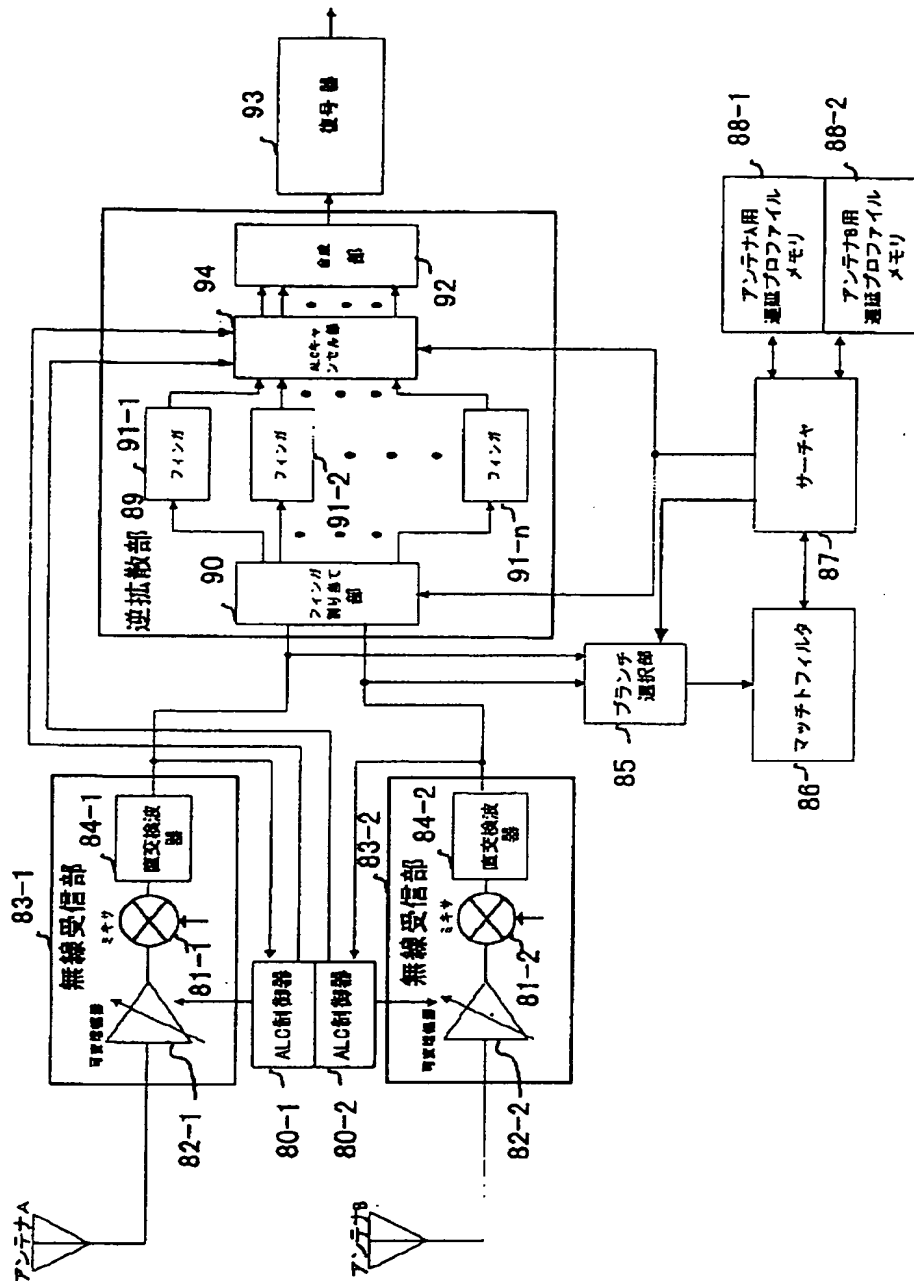 アンテナA
アンテナB
83-1
無線受信部
可変増幅器
82-1
ミキサ
81-1
84-1
直交検波
器
ALC制御器
ALC制御器
80-1
80-2
83-2
無線受信部
可変増幅器
82-2
ミキサ
81-2
84-2
直交検波
器
逆拡散部
89
90
フィンガ
割り当て
部
91-1
フィンガ
フィンガ
91-2
フィンガ
91-n
94
ALCキャ
ンセル部
合成
部
92
93
復号器
ブランチ
選択部
85
マッチトフィルタ
86
サーチャ
87
アンテナA用
遅延プロファイル
メモリ
88-1
アンテナB用
遅延プロファイル
メモリ
88-2